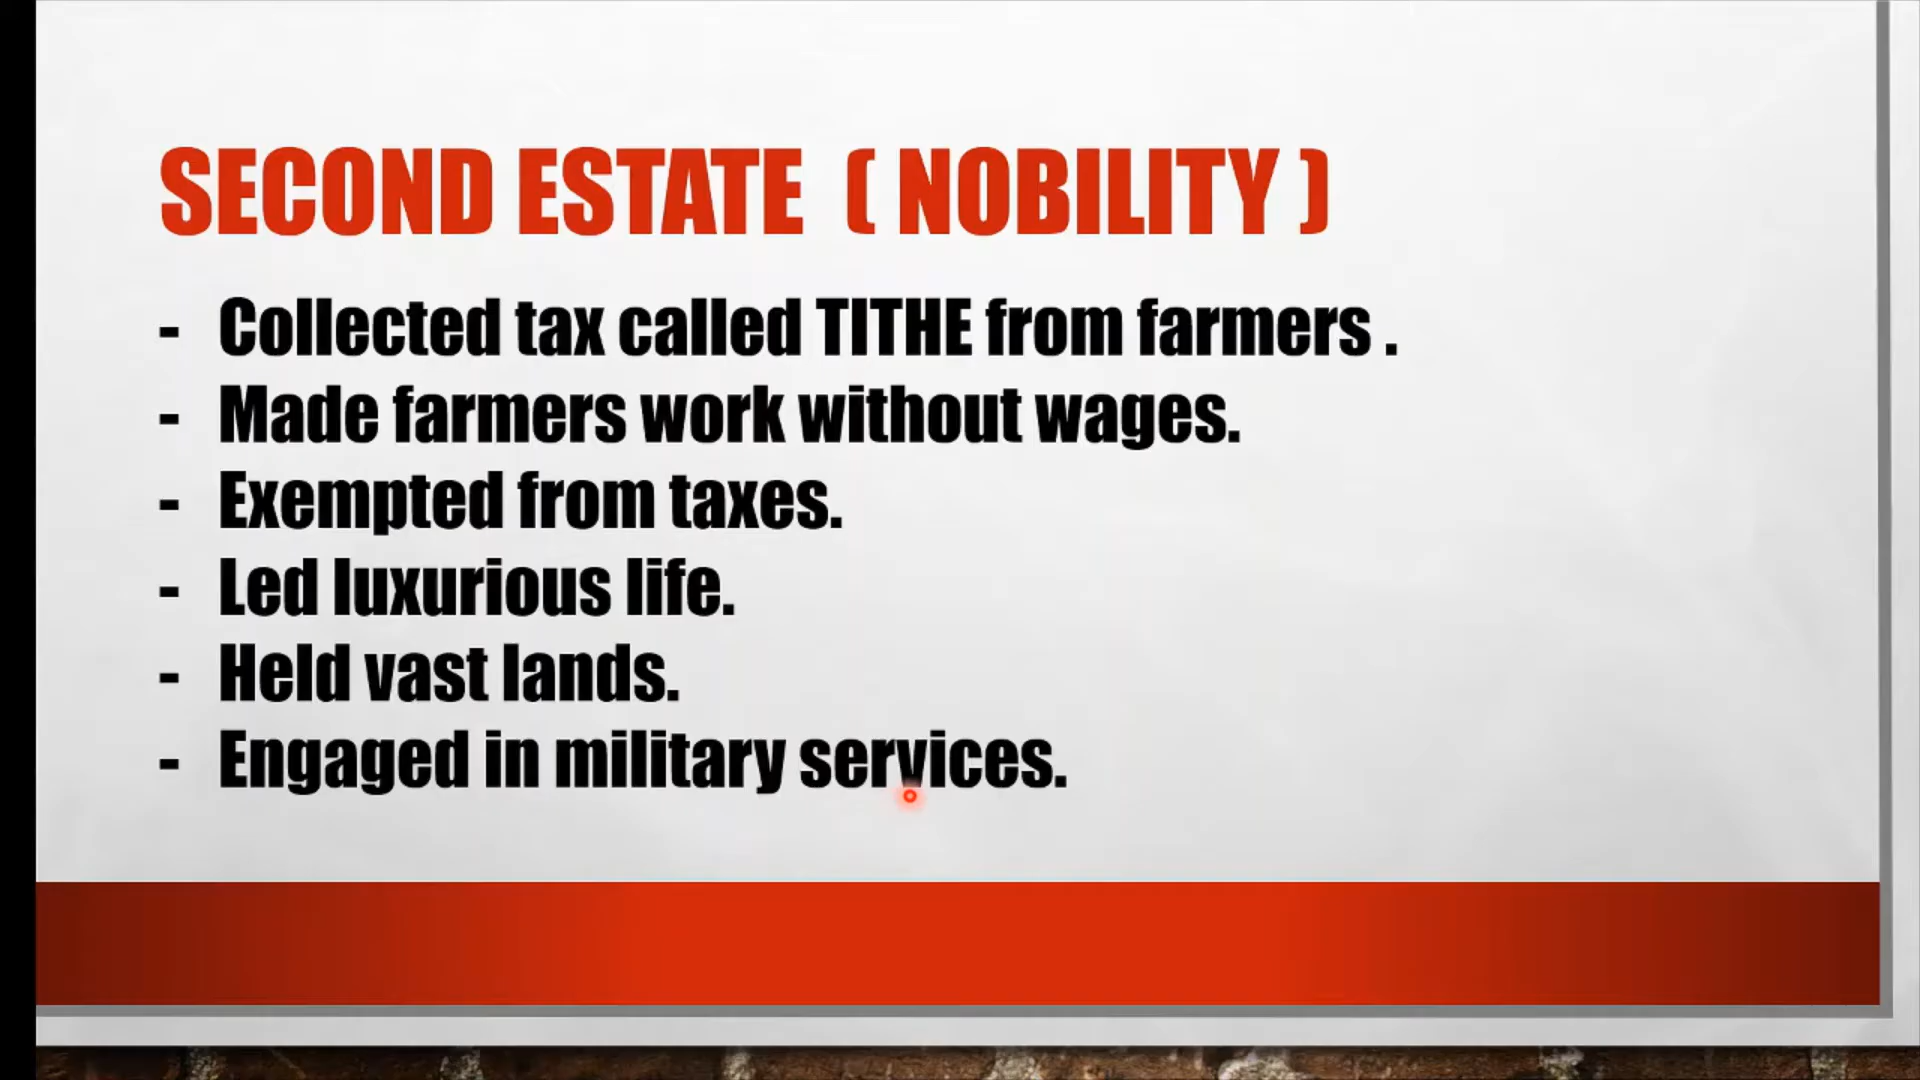 SECOND ESTATE ( NOBILITY )
- Collected tax called TITHE from farmers .
- Made farmers work without wages.
- Exempted from taxes.
- Led luxurious life.
- Held vast lands.
- Engaged in military services.